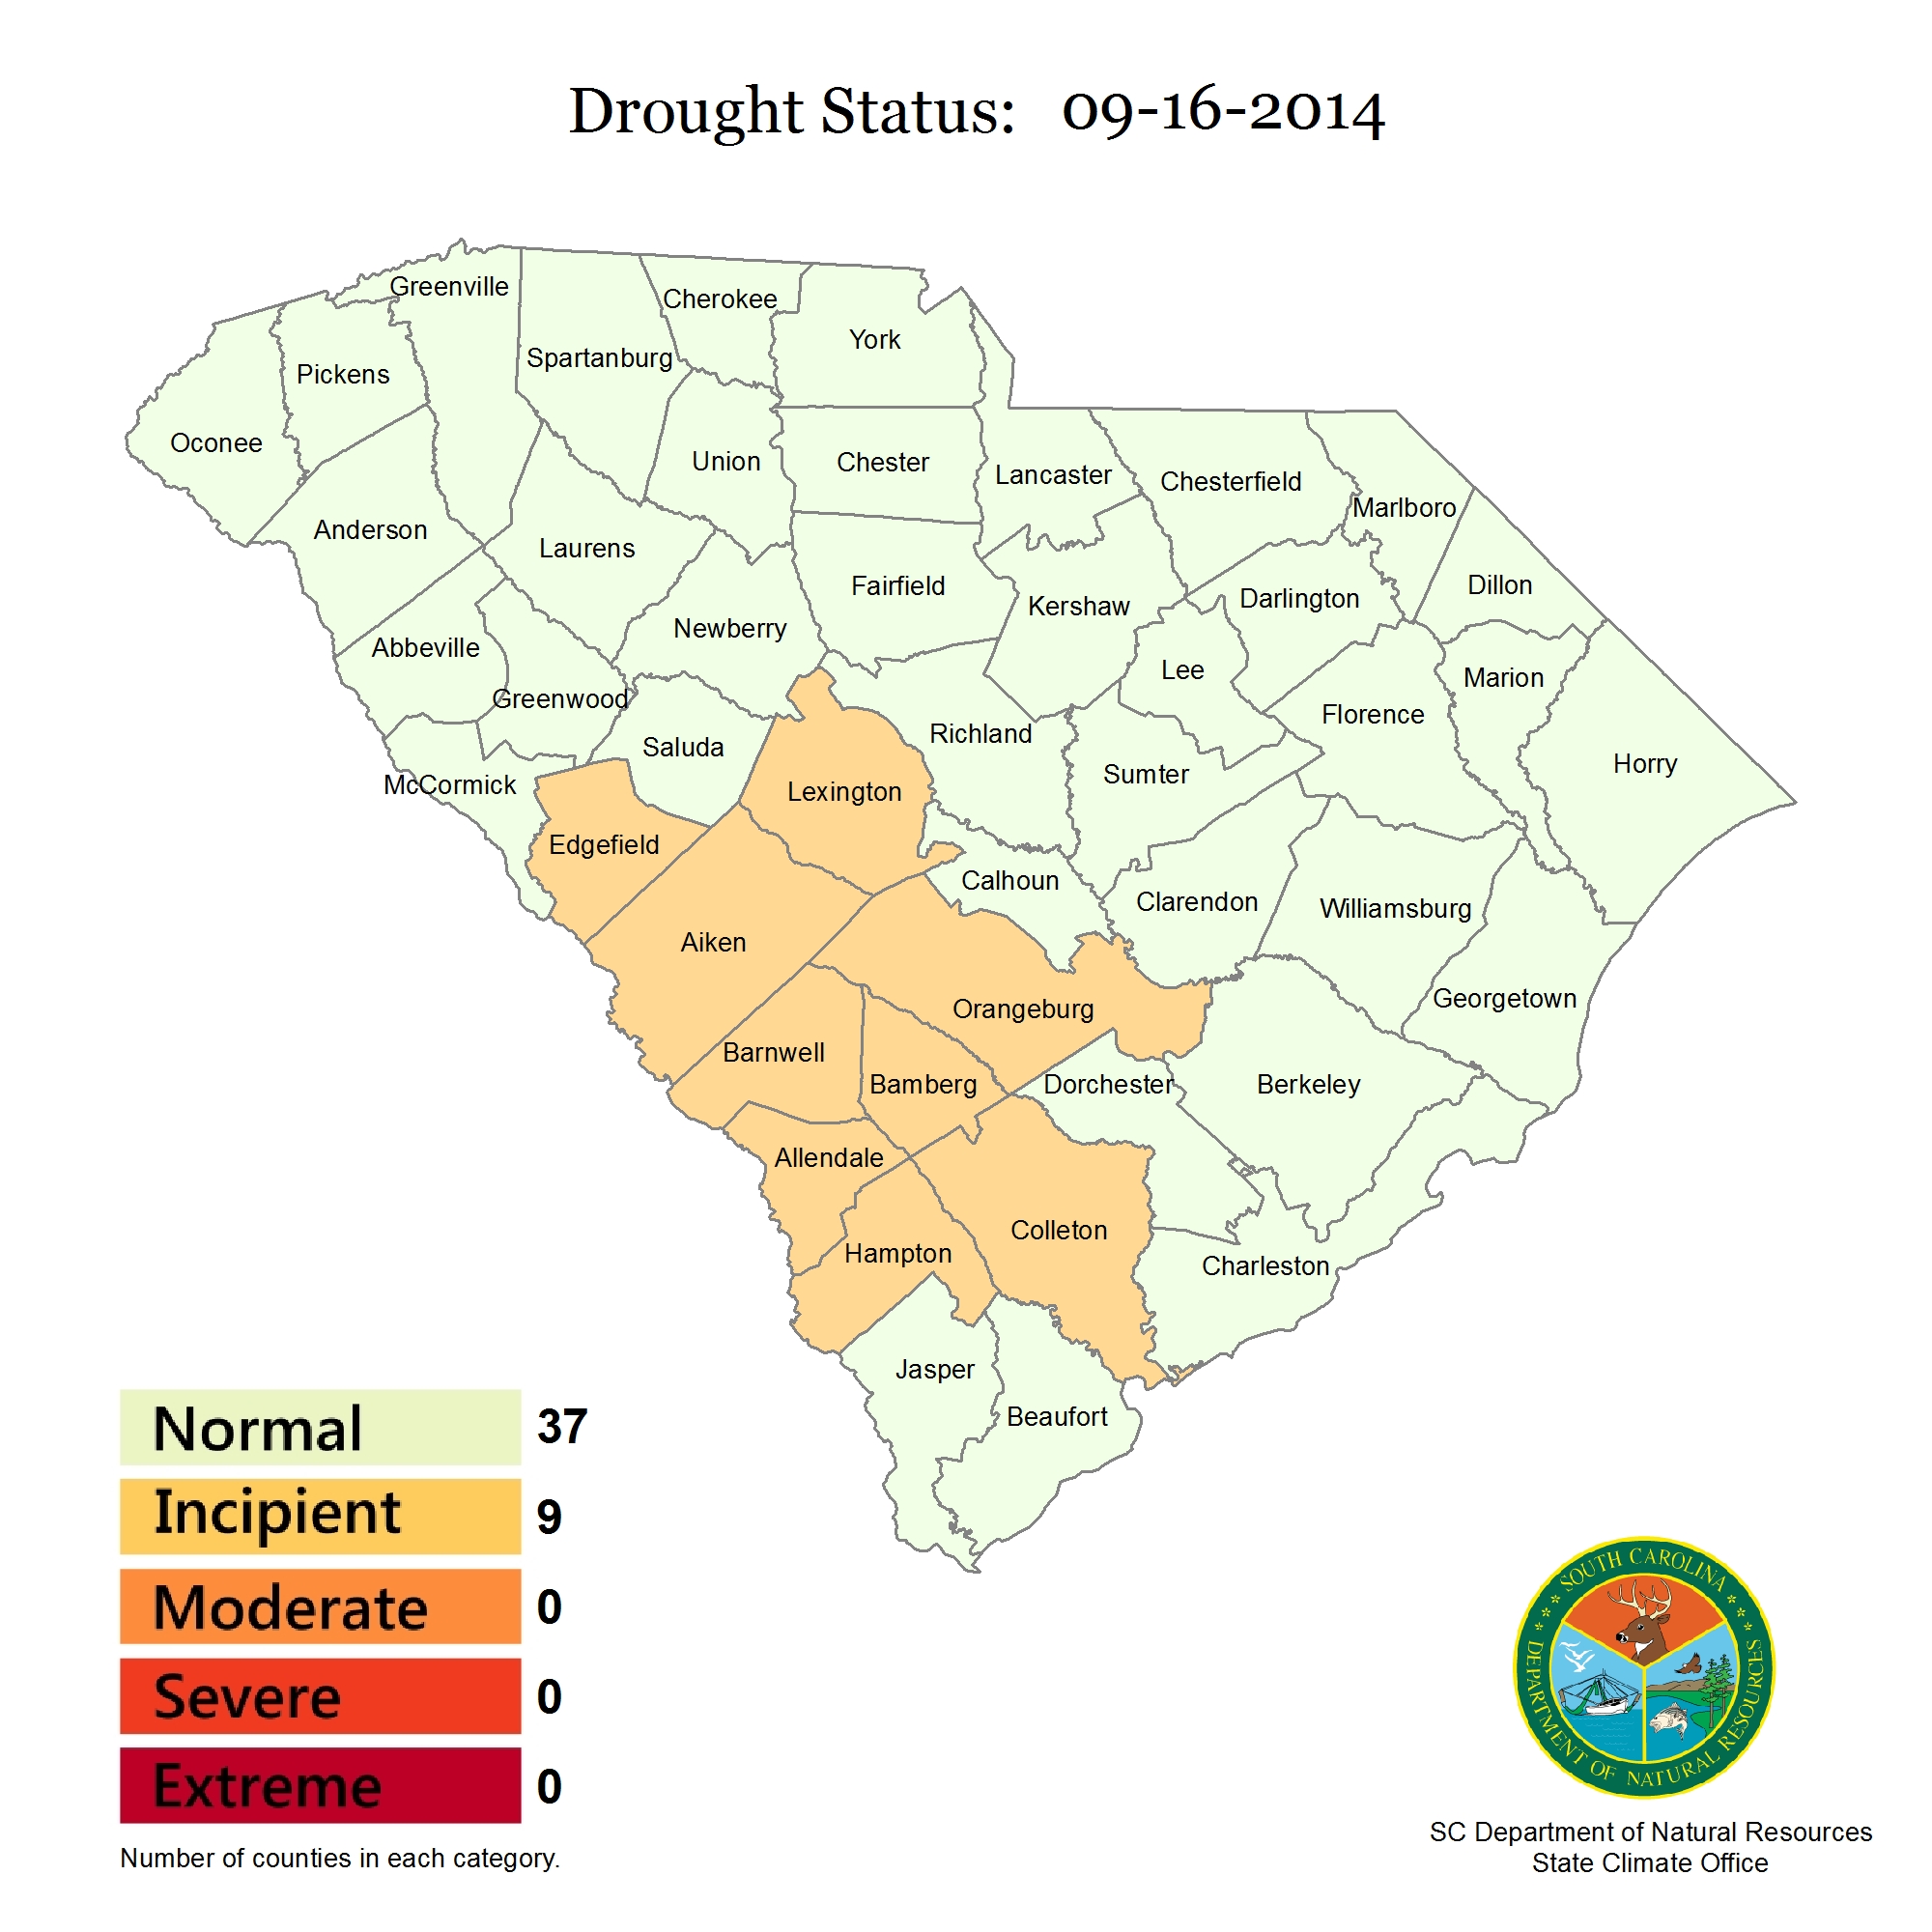 Drought Status: 09-16-2014
Greenville
Cherokee
York
Spartanburg
Pickens
Oconee
Union
Chester
Lancaster
Chesterfield
Marlboro
Anderson
Laurens
Fairfield
Kershaw
Darlington
Dillon
Newberry
Abbeville
Lee
Marion
Greenwood
Florence
Richland
Saluda
Horry
Sumter
McCormick
Lexington
Edgefield
Calhoun
Clarendon
Williamsburg
Aiken
Georgetown
Orangeburg
Barnwell
Bamberg
Dorchester
Berkeley
Allendale
Colleton
Hampton
Charleston
Jasper
Beaufort
Normal 37
Incipient 9
Moderate 0
Severe 0
Extreme 0
Number of counties in each category.
SOUTH CAROLINA
DEPARTMENT OF NATURAL RESOURCES
SC Department of Natural Resources
State Climate Office